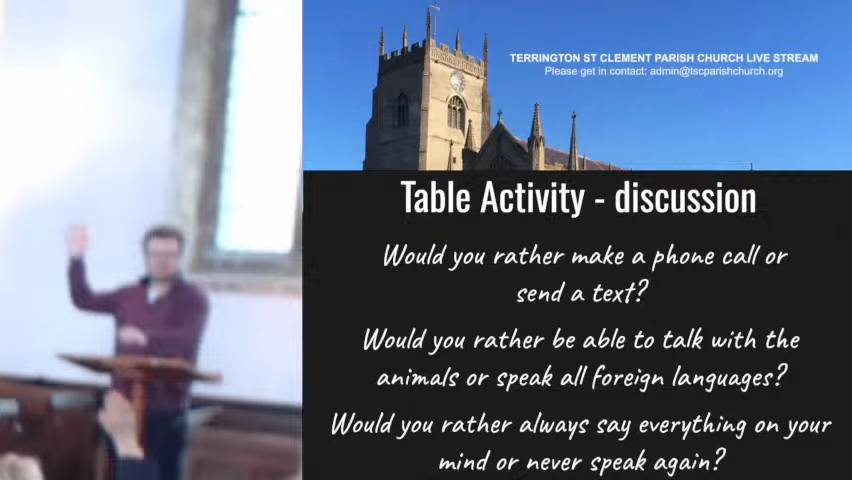 TERRINGTON ST CLEMENT PARISH CHURCH LIVE STREAM
Please get in contact: admin@tscparishchurch.org
Table Activity - discussion
Would you rather make a phone call or
send a text?
Would you rather be able to talk with the
animals or speak all foreign languages?
Would you rather always say everything on your
mind or never speak again?